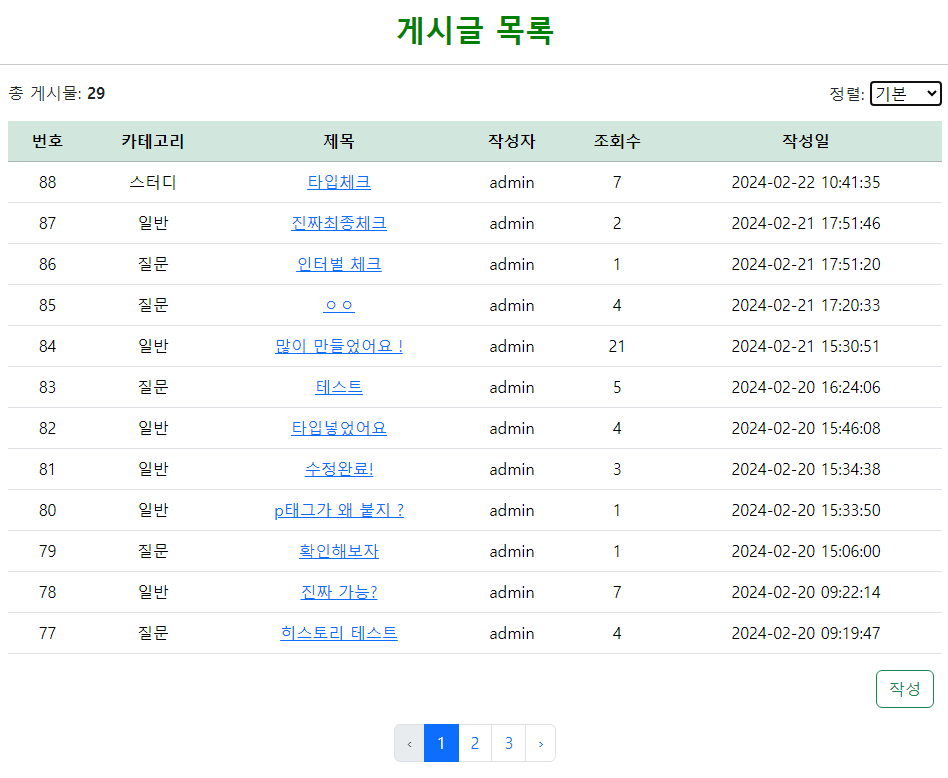 게시글 목록
총 게시물: 29 정렬: 기본
번호 카테고리 제목 작성자 조회수 작성일
88 스터디 타입체크 admin 7 2024-02-22 10:41:35
87 일반 진짜최종체크 admin 2 2024-02-21 17:51:46
86 질문 인터벌 체크 admin 1 2024-02-21 17:51:20
85 질문 ㅇㅇ admin 4 2024-02-21 17:20:33
84 일반 많이 만들었어요 ! admin 21 2024-02-21 15:30:51
83 질문 테스트 admin 5 2024-02-20 16:24:06
82 일반 타입넣었어요 admin 4 2024-02-20 15:46:08
81 일반 수정완료! admin 3 2024-02-20 15:34:38
80 일반 p태그가 왜 붙지 ? admin 1 2024-02-20 15:33:50
79 질문 확인해보자 admin 1 2024-02-20 15:06:00
78 일반 진짜 가능? admin 7 2024-02-20 09:22:14
77 질문 히스토리 테스트 admin 4 2024-02-20 09:19:47
작성
‹ 1 2 3 ›